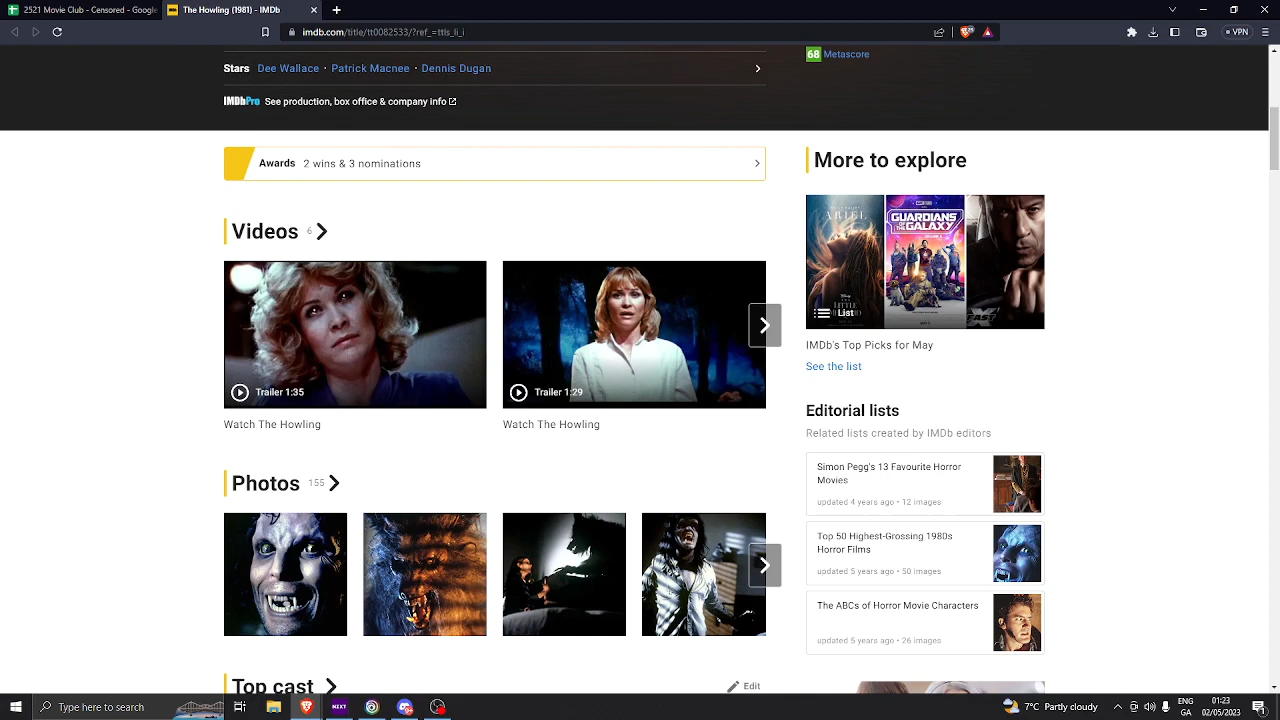 2521 Movie Club - Censored - Google
The Howling (1981) - IMDb
imdb.com/title/tt0082533/?ref_=ttls_li_i
VPN
Stars Dee Wallace · Patrick Macnee · Dennis Dugan
68 Metascore
IMDbPro See production, box office & company info
Awards 2 wins & 3 nominations
Videos 6
Trailer 1:35
Trailer 1:29
Watch The Howling
Watch The Howling
Photos 155
Top cast
Edit
More to explore
ARIEL
GUARDIANS
OF THE GALAXY
List
IMDb's Top Picks for May
See the list
Editorial lists
Related lists created by IMDb editors
Simon Pegg's 13 Favourite Horror
Movies
updated 4 years ago • 12 images
Top 50 Highest-Grossing 1980s
Horror Films
updated 5 years ago • 50 images
The ABCs of Horror Movie Characters
updated 5 years ago • 26 images
Type here to search
7°C Partly cloudy
ENG
GA
01:23
02/05/2023